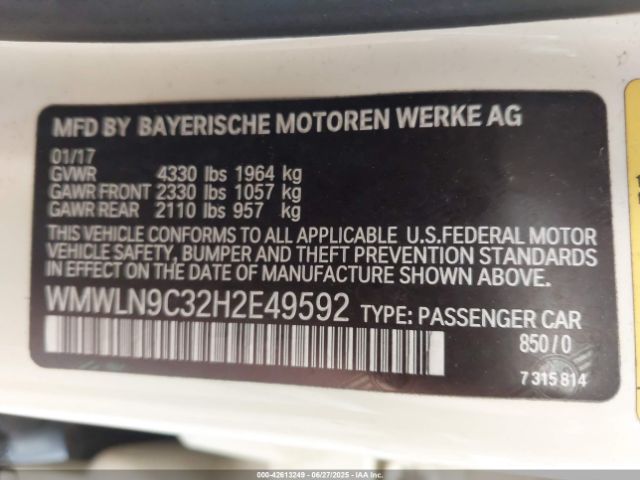 MFD BY BAYERISCHE MOTOREN WERKE AG
01/17
GVWR 4330 lbs 1964 kg
GAWR FRONT 2330 lbs 1057 kg
GAWR REAR 2110 lbs 957 kg
THIS VEHICLE CONFORMS TO ALL APPLICABLE U.S.FEDERAL MOTOR
VEHICLE SAFETY, BUMPER AND THEFT PREVENTION STANDARDS
IN EFFECT ON THE DATE OF MANUFACTURE SHOWN ABOVE.
WMWLN9C32H2E49592 TYPE: PASSENGER CAR
850/0
7 315 814
000-42613249 - 06/27/2025 - IAAI.COM